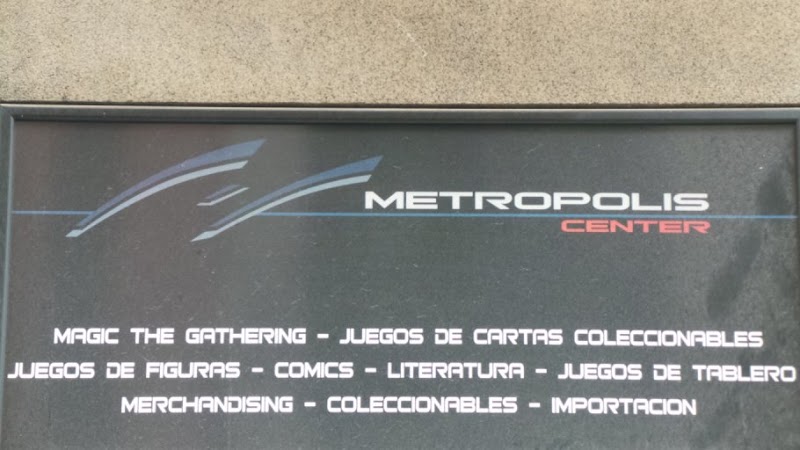 METROPOLIS
CENTER
MAGIC THE GATHERING - JUEGOS DE CARTAS COLECCIONABLES
JUEGOS DE FIGURAS - COMICS - LITERATURA - JUEGOS DE TABLERO
MERCHANDISING - COLECCIONABLES - IMPORTACION